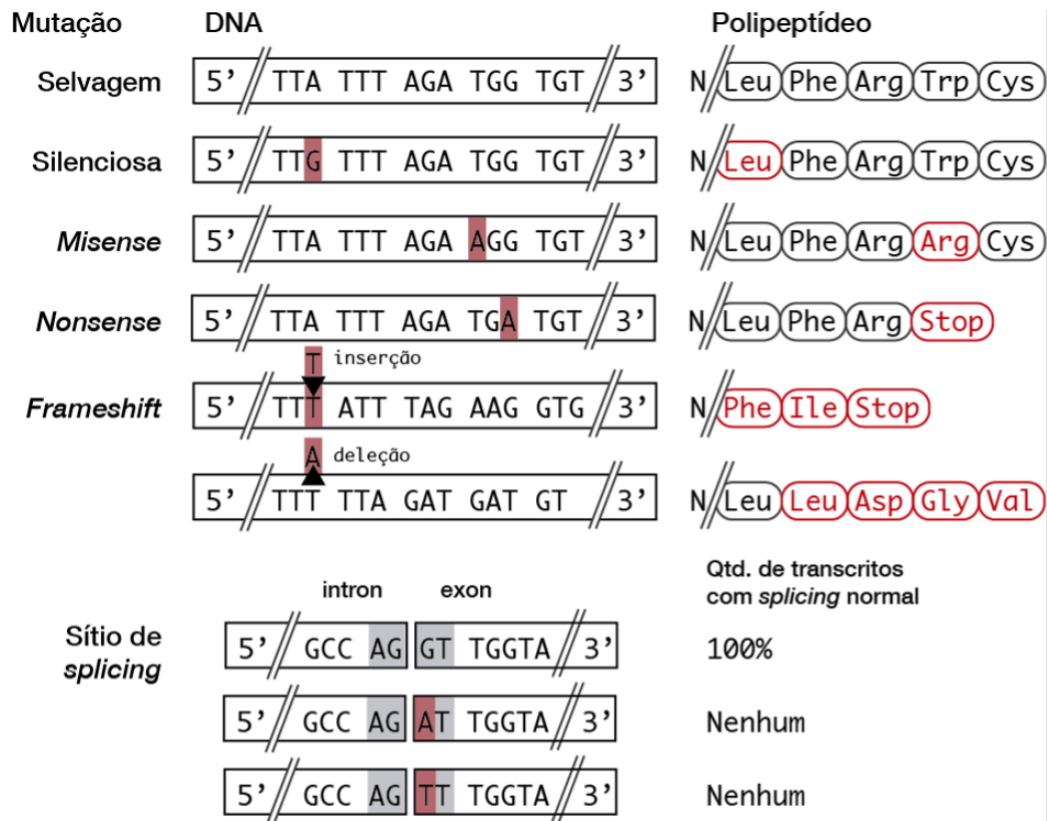 Mutação DNA Polipeptídeo
Selvagem 5’ TTA TTT AGA TGG TGT 3’ N Leu Phe Arg Trp Cys
Silenciosa 5’ TTG TTT AGA TGG TGT 3’ N Leu Phe Arg Trp Cys
Misense 5’ TTA TTT AGA AGG TGT 3’ N Leu Phe Arg Arg Cys
Nonsense 5’ TTA TTT AGA TGA TGT 3’ N Leu Phe Arg Stop
T inserção
Frameshift 5’ TTT ATT TAG AAG GTG 3’ N Phe Ile Stop
A deleção
5’ TTT TTA GAT GAT GT 3’ N Leu Leu Asp Gly Val
intron exon
Qtd. de transcritos
com splicing normal
Sítio de
splicing
5’ GCC AG GT TGGTA 3’ 100%
5’ GCC AG AT TGGTA 3’ Nenhum
5’ GCC AG TT TGGTA 3’ Nenhum